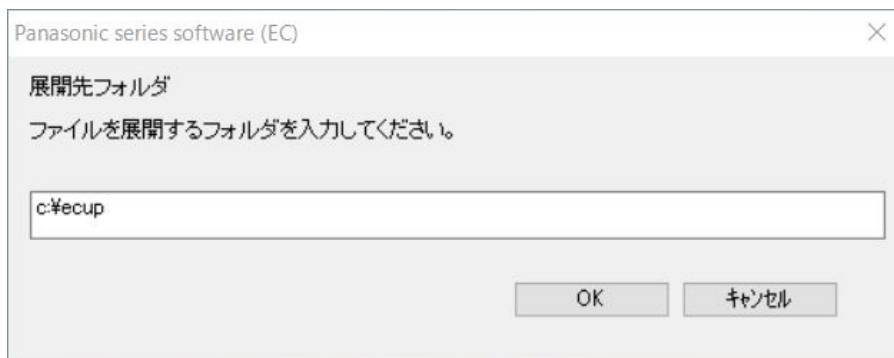 Panasonic series software (EC)
展開先フォルダ
ファイルを展開するフォルダを入力してください。
c:¥ecup
OK
キャンセル